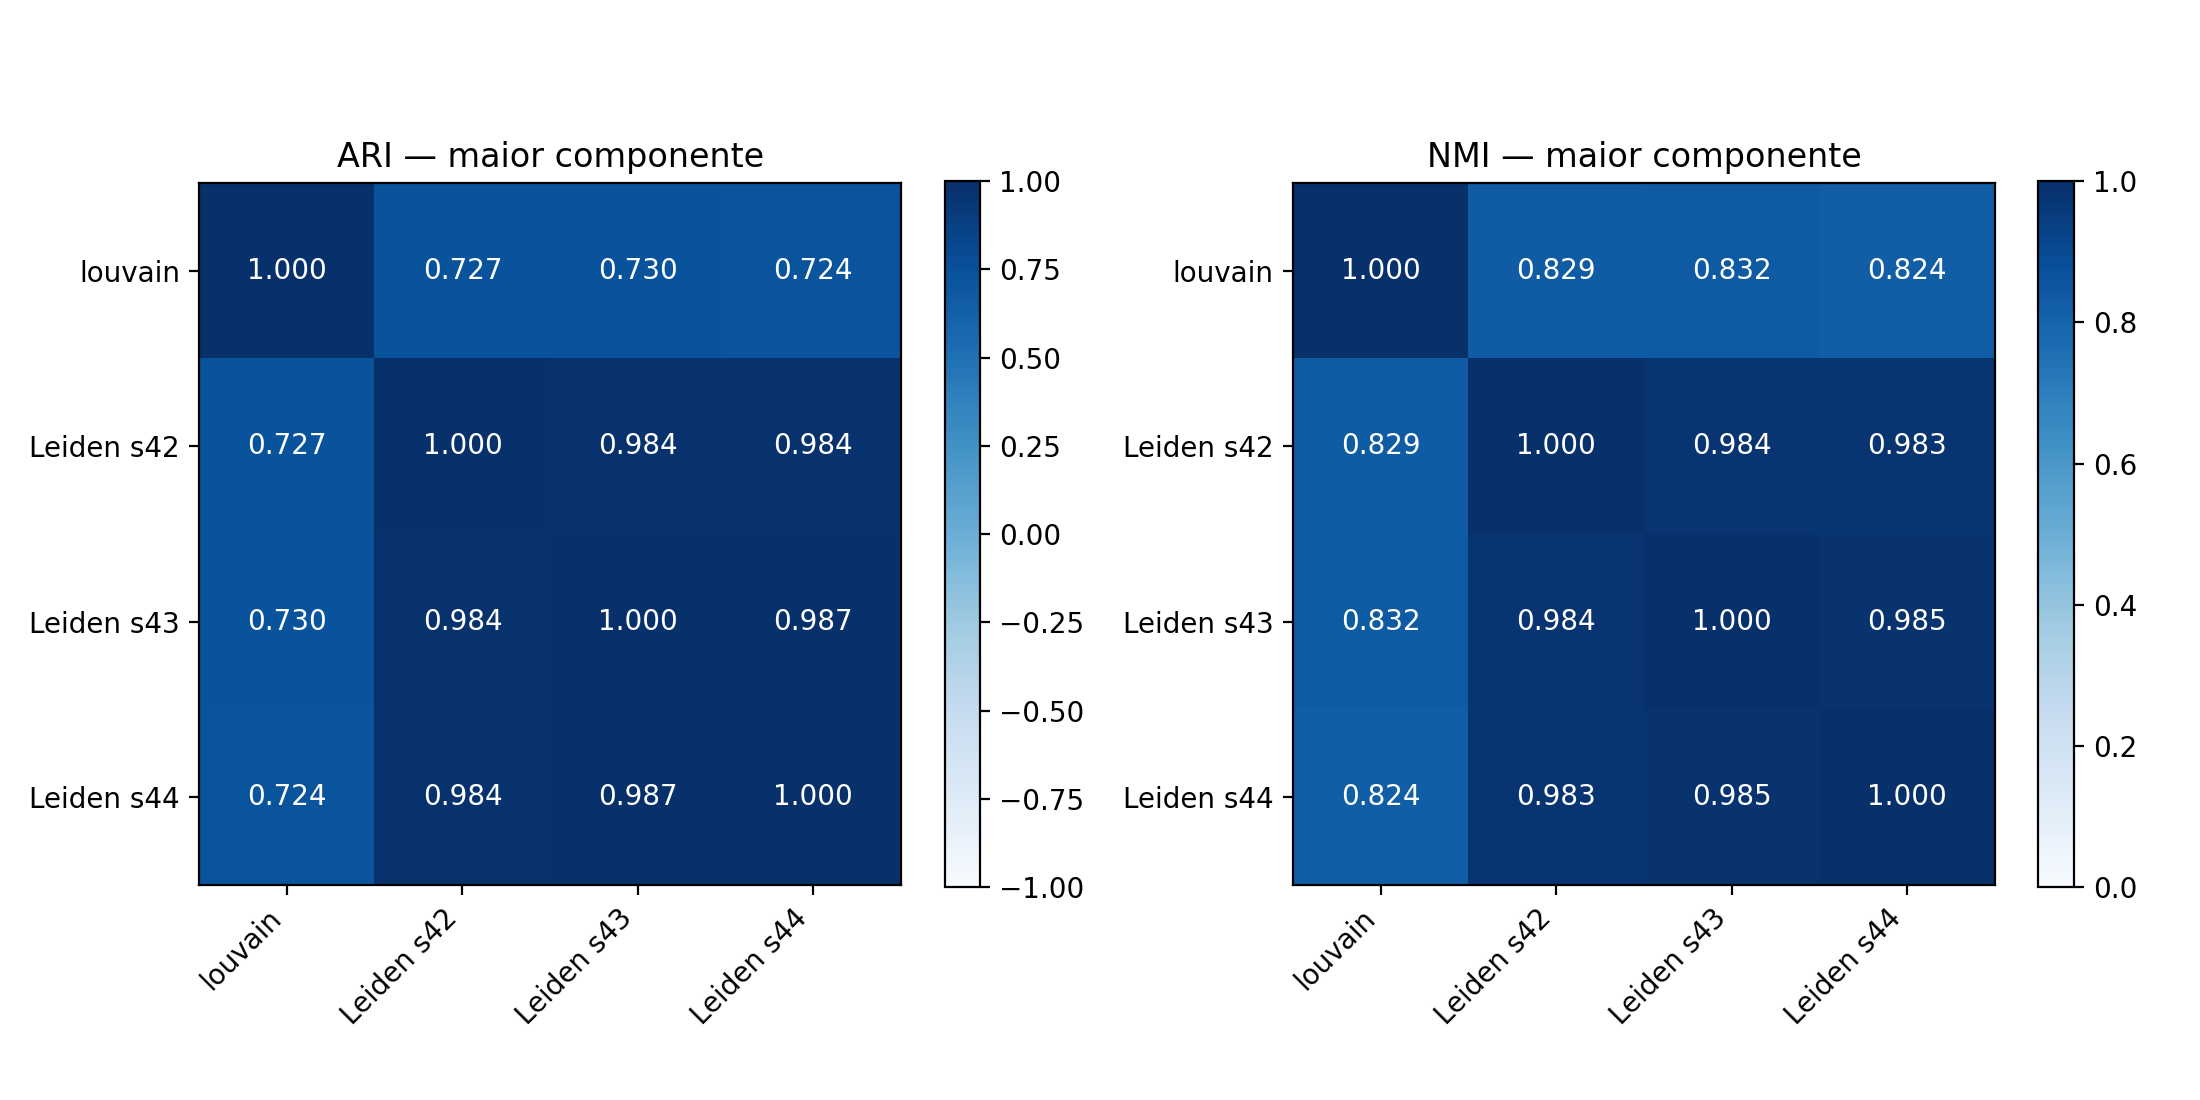 ARI — maior componente
louvain 1.000 0.727 0.730 0.724
Leiden s42 0.727 1.000 0.984 0.984
Leiden s43 0.730 0.984 1.000 0.987
Leiden s44 0.724 0.984 0.987 1.000
louvain Leiden s42 Leiden s43 Leiden s44
1.00
0.75
0.50
0.25
0.00
−0.25
−0.50
−0.75
−1.00
NMI — maior componente
louvain 1.000 0.829 0.832 0.824
Leiden s42 0.829 1.000 0.984 0.983
Leiden s43 0.832 0.984 1.000 0.985
Leiden s44 0.824 0.983 0.985 1.000
louvain Leiden s42 Leiden s43 Leiden s44
1.0
0.8
0.6
0.4
0.2
0.0